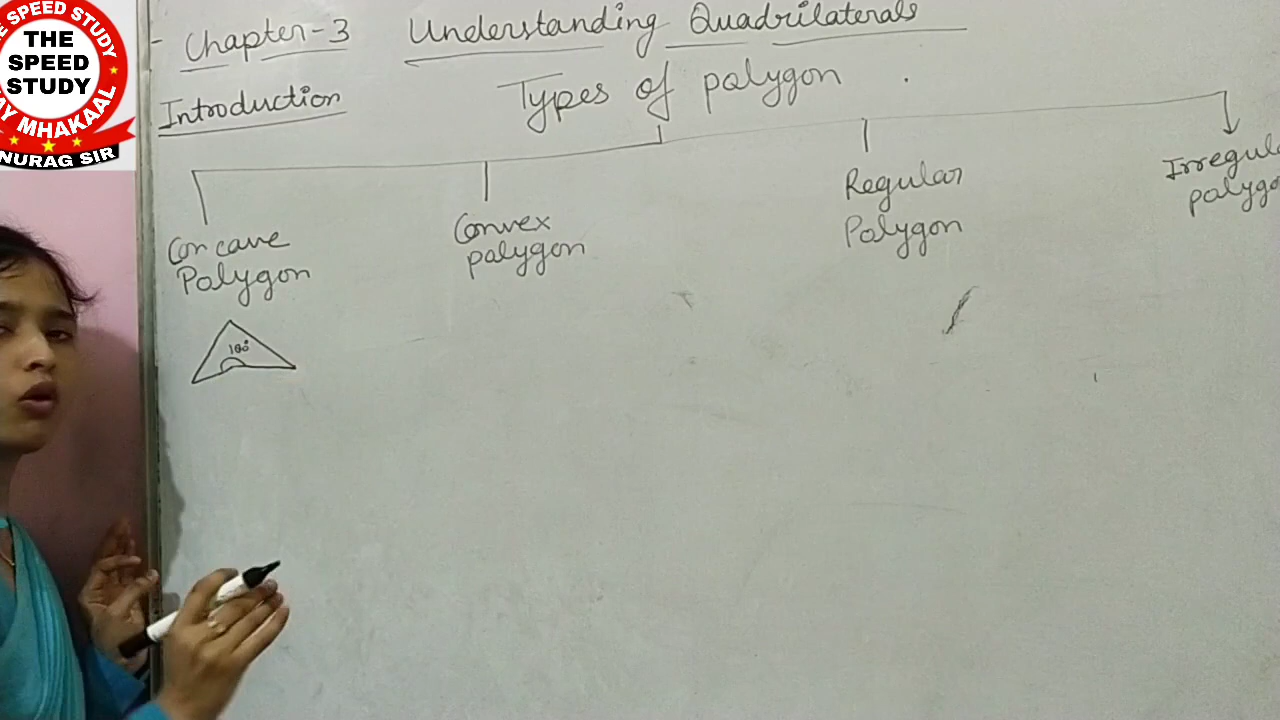 THE SPEED STUDY
THE
SPEED
STUDY
MHAKAAL
NURAG SIR
Chapter-3 Understanding Quadrilaterals
Introduction
Types of polygon
Concave
Polygon
Convex
polygon
Regular
Polygon
Irregul
polygo
180°